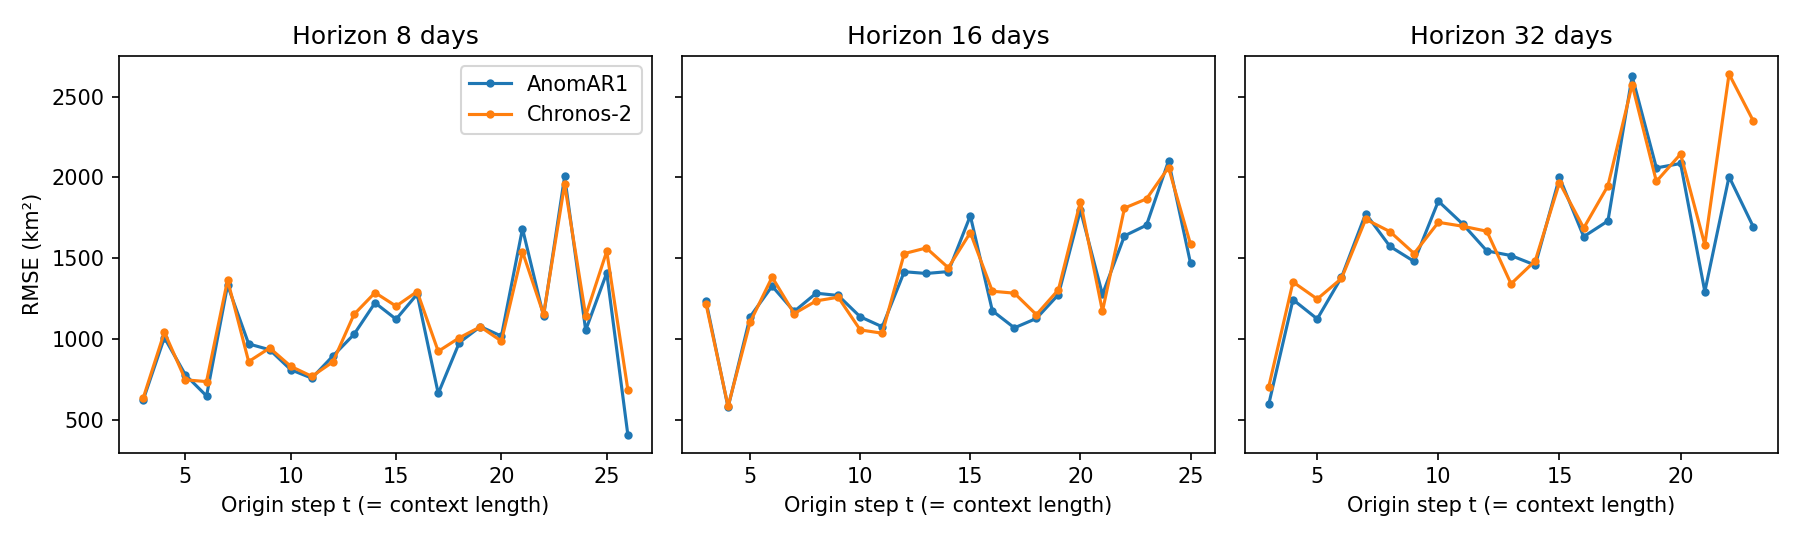 Horizon 8 days
Horizon 16 days
Horizon 32 days
AnomAR1
Chronos-2
RMSE (km²)
2500
2000
1500
1000
500
5 10 15 20 25
5 10 15 20 25
5 10 15 20
Origin step t (= context length)
Origin step t (= context length)
Origin step t (= context length)